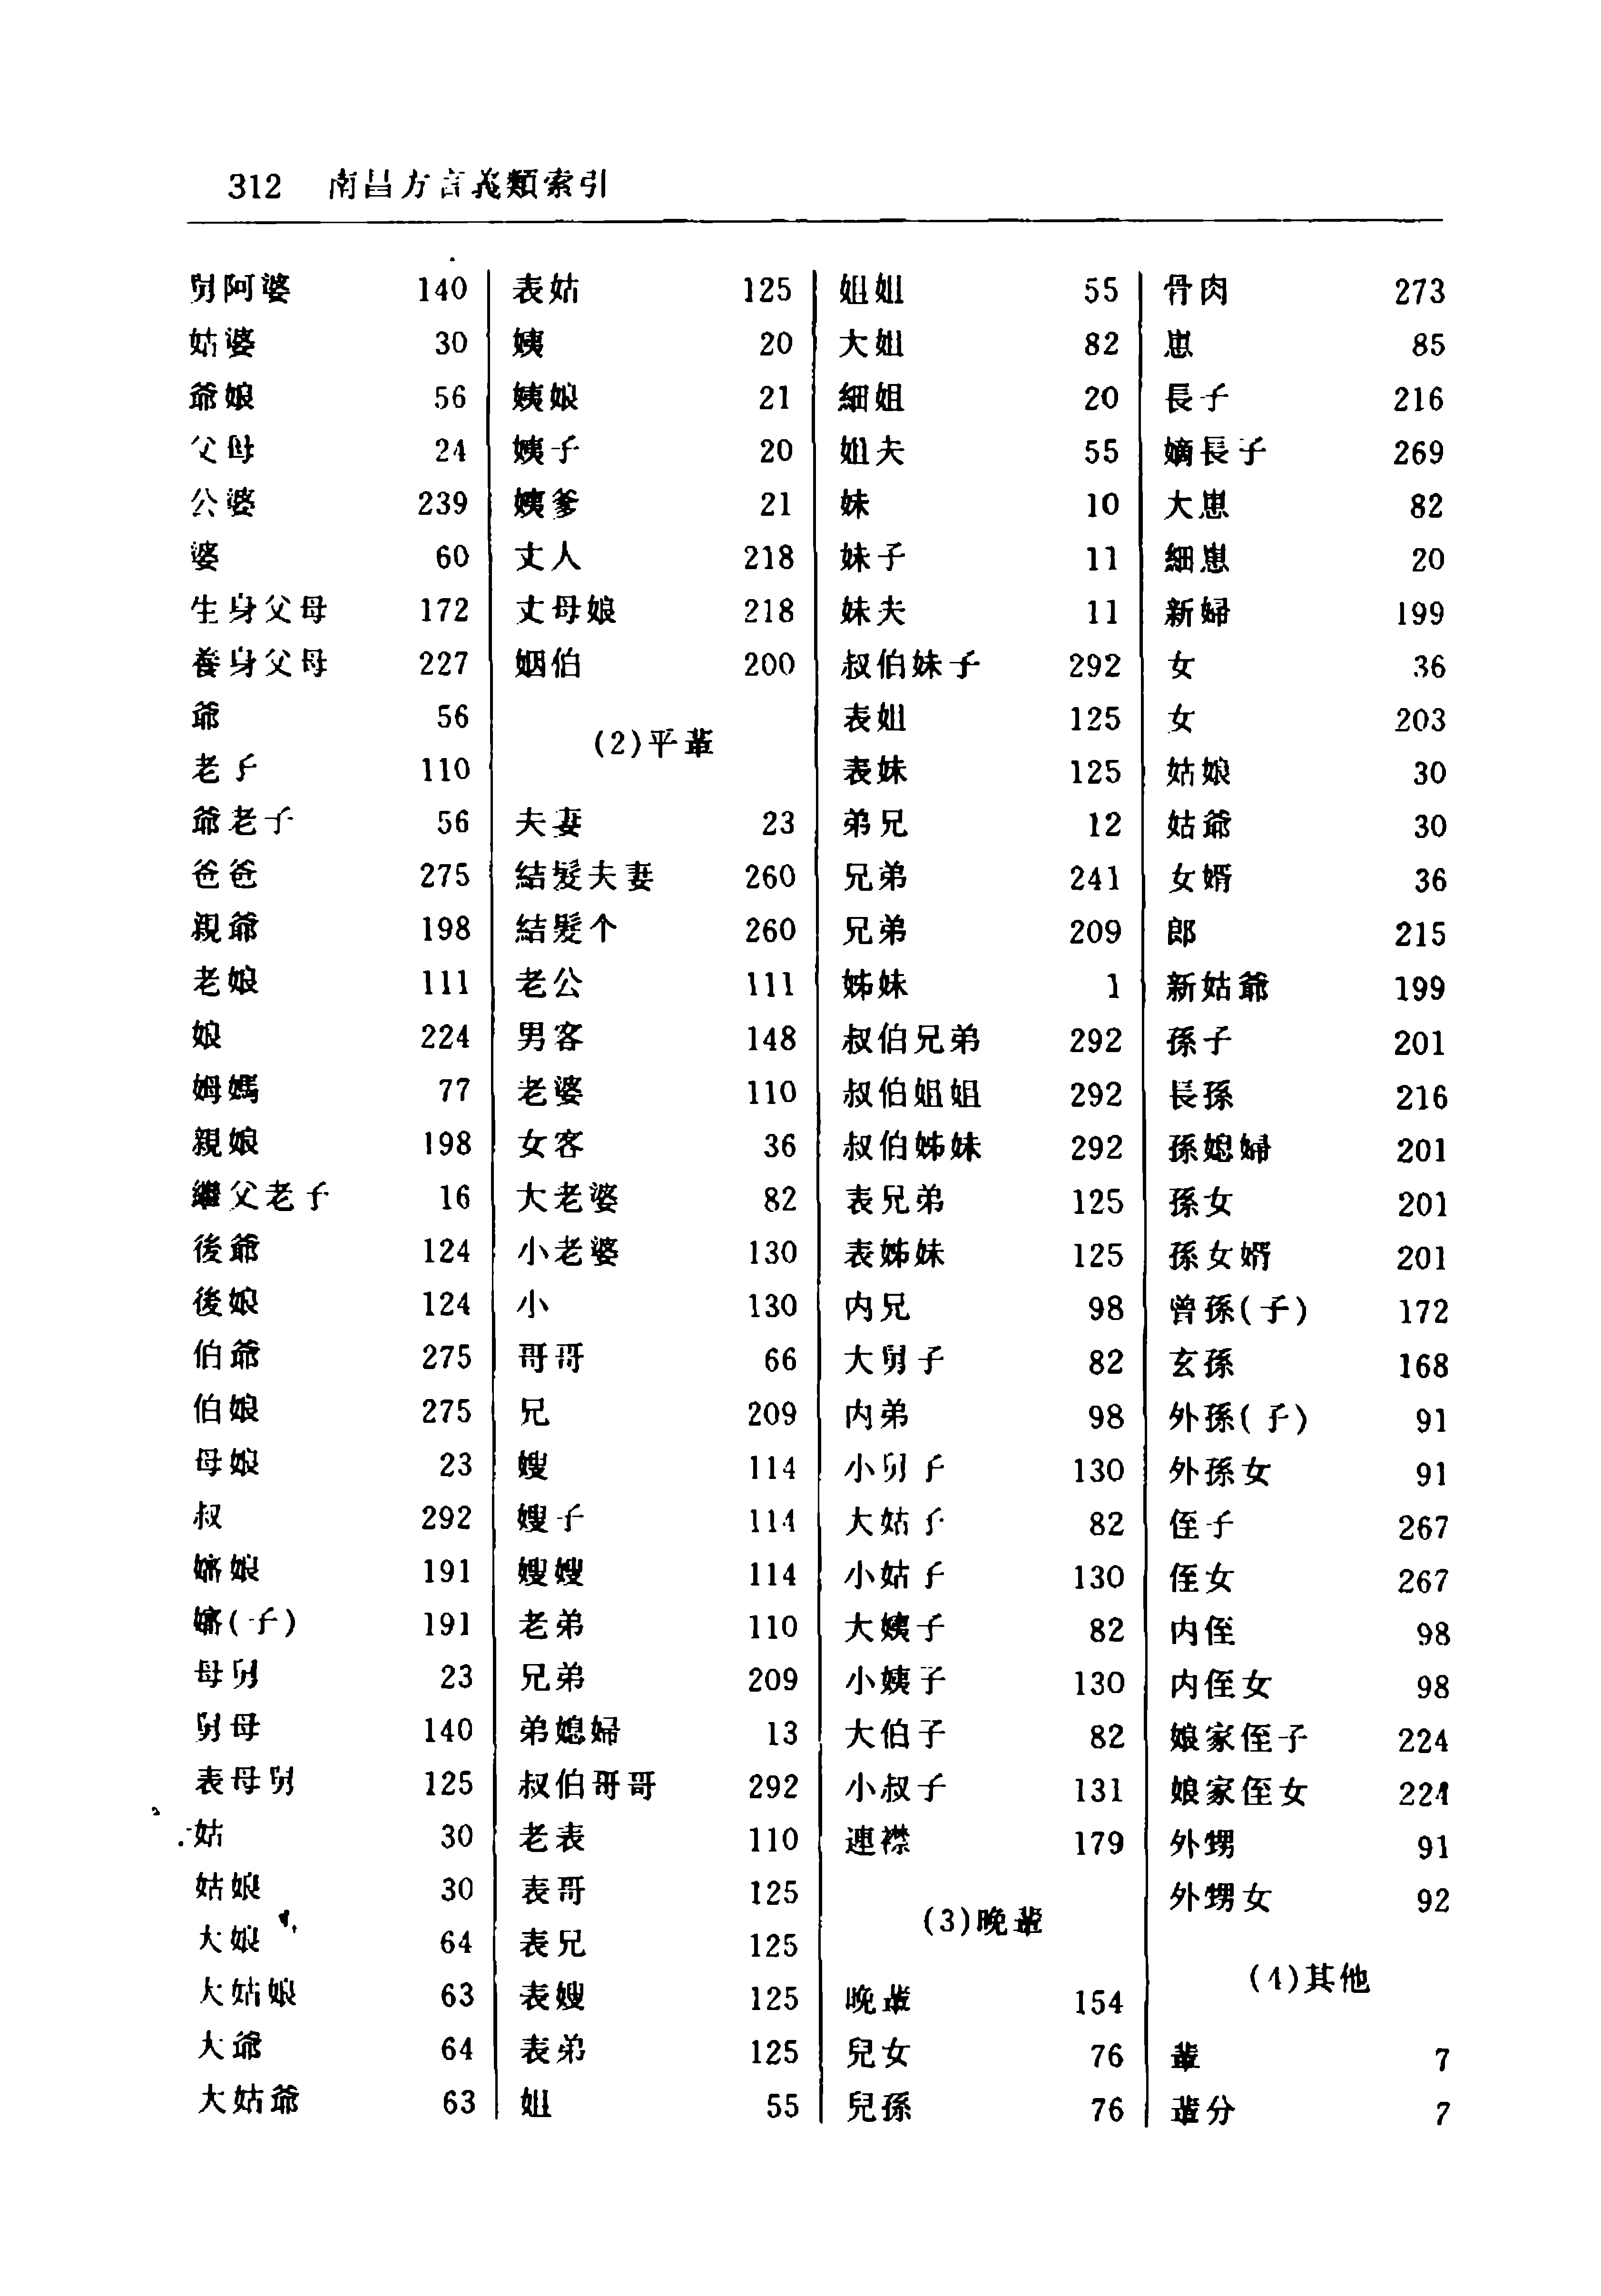 312 南昌方言義類索引
舅阿婆 140
姑婆 30
爺娘 56
父母 24
公婆 239
婆 60
生身父母 172
養身父母 227
爺 56
老子 110
爺老子 56
爸爸 275
親爺 198
老娘 111
娘 224
姆媽 77
親娘 198
繼父老子 16
後爺 124
後娘 124
伯爺 275
伯娘 275
母娘 23
叔 292
嬸娘 191
嬸(子) 191
母舅 23
舅母 140
表母舅 125
姑 30
姑娘 30
大娘 64
大姑娘 63
大爺 64
大姑爺 63
表姑 125
姨 20
姨娘 21
姨子 20
姨爹 21
丈人 218
丈母娘 218
姻伯 200
(2)平輩
夫妻 23
結髮夫妻 260
結髮个 260
老公 111
男客 148
老婆 110
女客 36
大老婆 82
小老婆 130
小 130
哥哥 66
兄 209
嫂 114
嫂子 114
嫂嫂 114
老弟 110
兄弟 209
弟媳婦 13
叔伯哥哥 292
老表 110
表哥 125
表兄 125
表嫂 125
表弟 125
姐 55
姐姐 55
大姐 82
細姐 20
姐夫 55
妹 10
妹子 11
妹夫 11
叔伯妹子 292
表姐 125
表妹 125
弟兄 12
兄弟 241
兄弟 209
姊妹 1
叔伯兄弟 292
叔伯姐姐 292
叔伯姊妹 292
表兄弟 125
表姊妹 125
内兄 98
大舅子 82
内弟 98
小舅子 130
大姑子 82
小姑子 130
大姨子 82
小姨子 130
大伯子 82
小叔子 131
連襟 179
(3)晚輩
晚輩 154
兒女 76
兒孫 76
骨肉 273
崽 85
長子 216
嫡長子 269
大崽 82
細崽 20
新婦 199
女 36
女 203
姑娘 30
姑爺 30
女婿 36
郎 215
新姑爺 199
孫子 201
長孫 216
孫媳婦 201
孫女 201
孫女婿 201
曾孫(子) 172
玄孫 168
外孫(子) 91
外孫女 91
侄子 267
侄女 267
内侄 98
内侄女 98
娘家侄子 224
娘家侄女 224
外甥 91
外甥女 92
(4)其他
輩 7
輩分 7